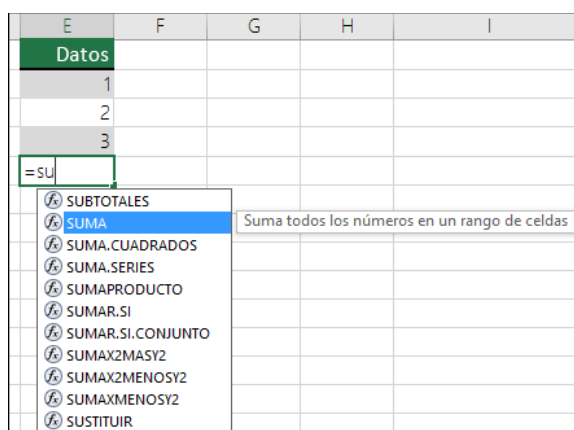 E F G H I
Datos
1
2
3
=su
SUBTOTALES
SUMA Suma todos los números en un rango de celdas
SUMA.CUADRADOS
SUMA.SERIES
SUMAPRODUCTO
SUMAR.SI
SUMAR.SI.CONJUNTO
SUMAX2MASY2
SUMAX2MENOSY2
SUMAXMENOSY2
SUSTITUIR